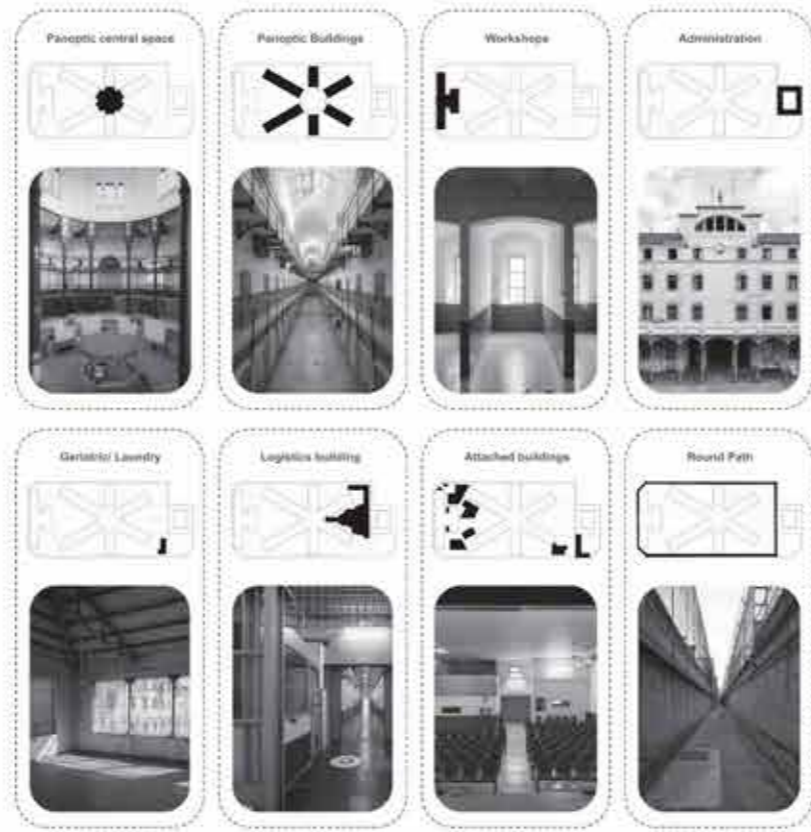 Panoptic central space
Panoptic Buildings
Workshops
Administration
Geriatric/ Laundry
Logistics building
Attached buildings
Round Path